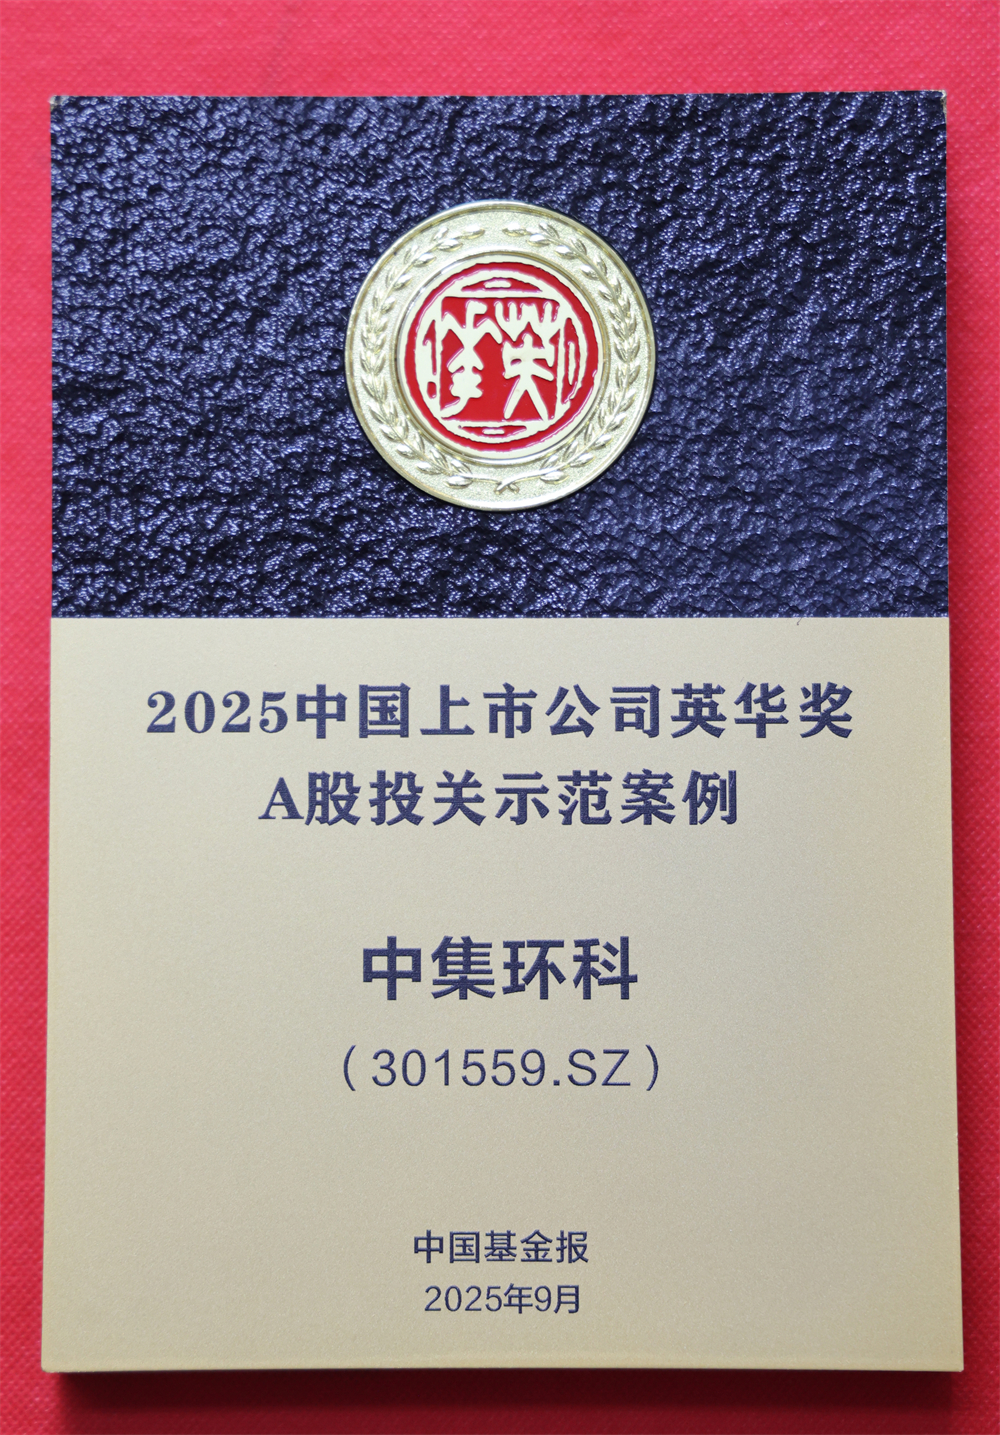 英华
2025中国上市公司英华奖
A股投关示范案例
中集环科
（301559.SZ）
中国基金报
2025年9月